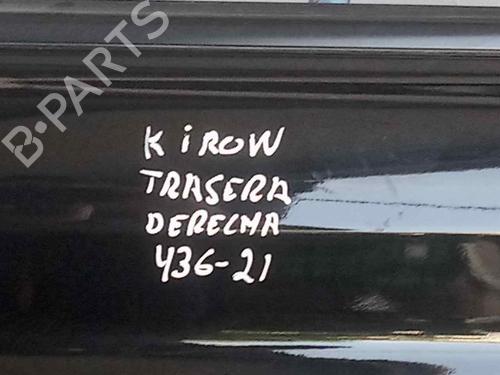 B-PARTS
KiROW
TRASERA
DERECHA
436-21